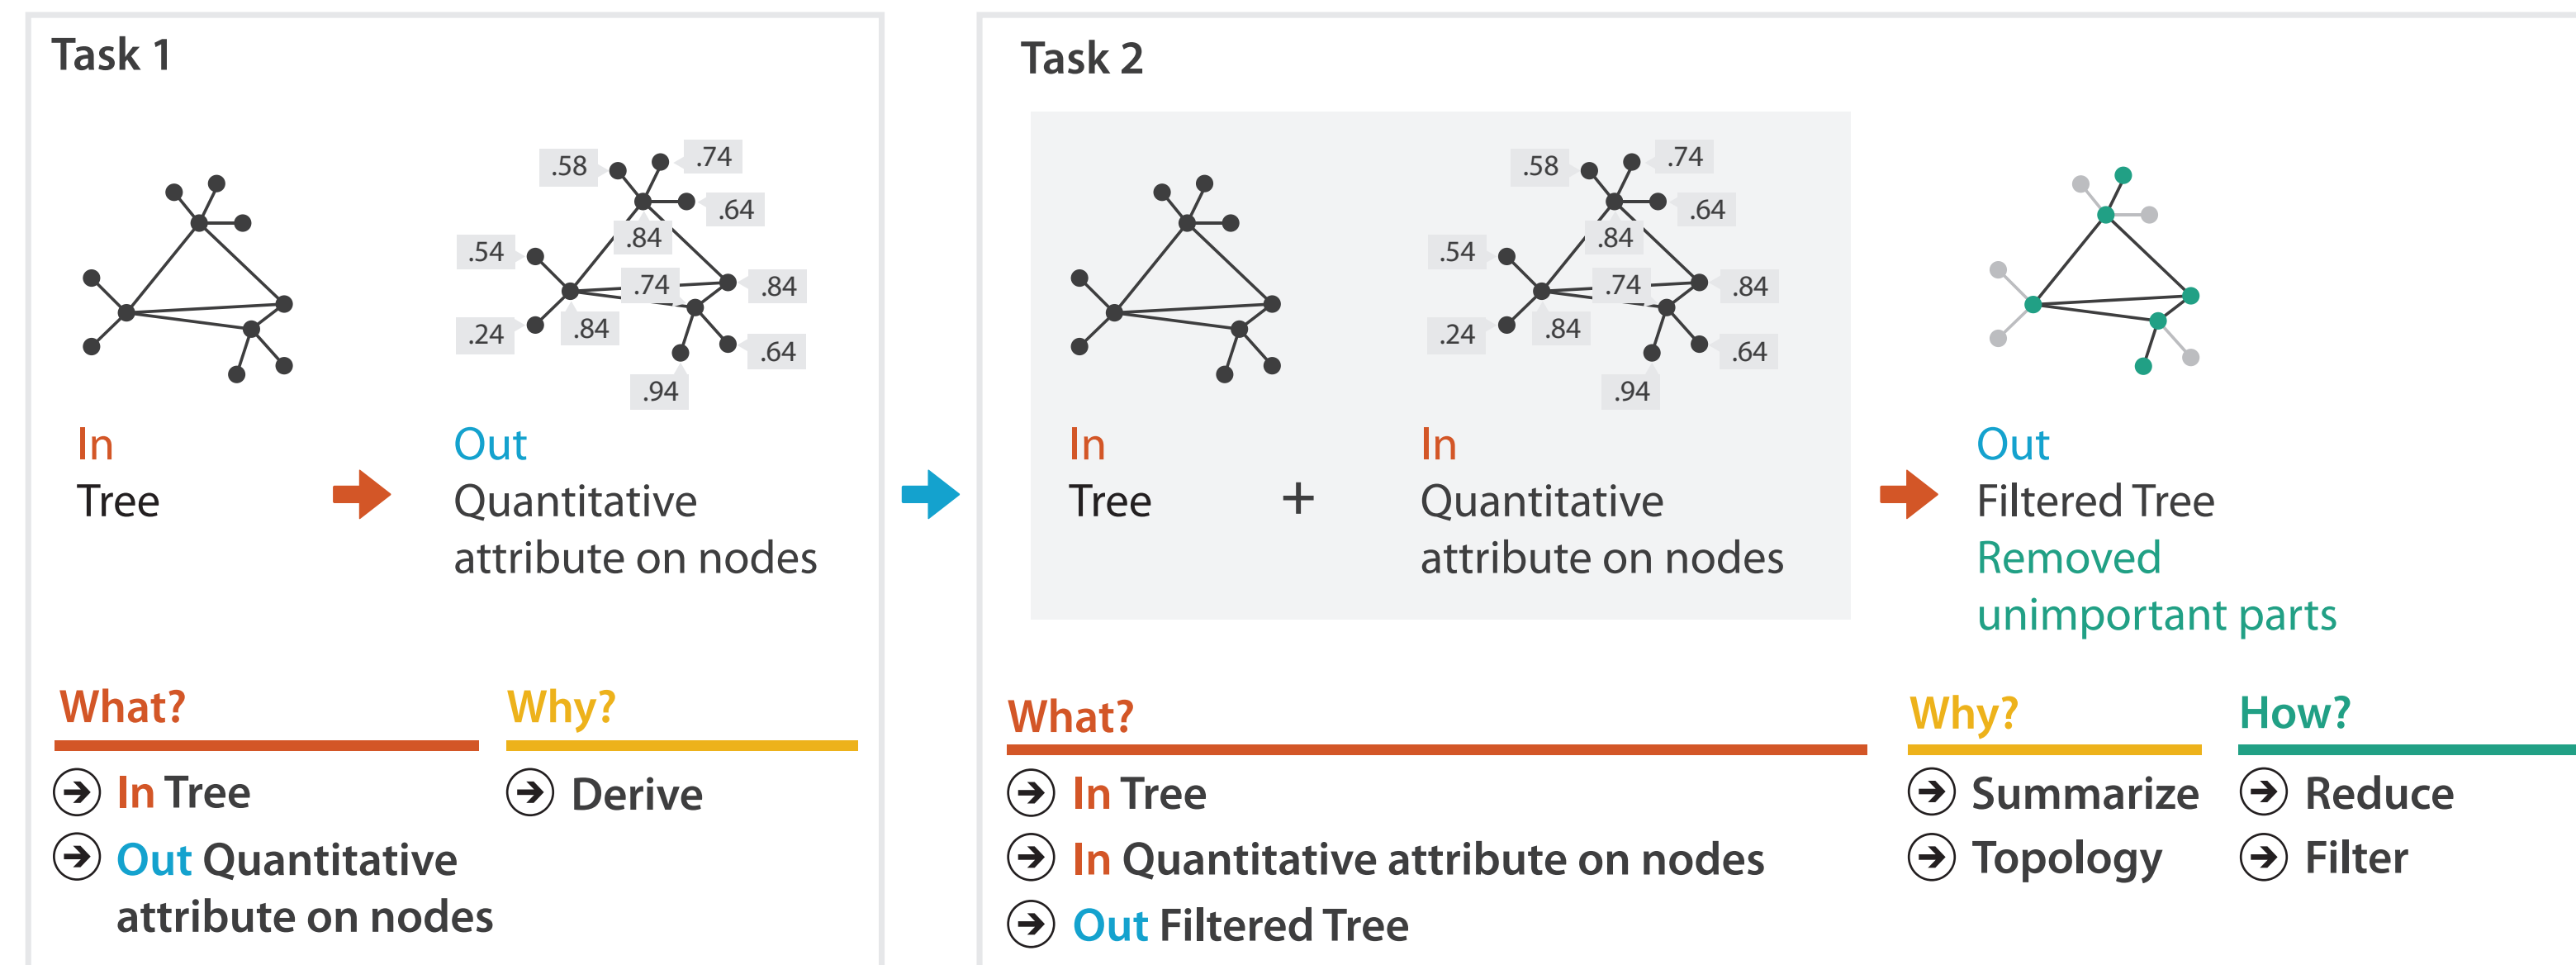 Task 1
.58
.74
.64
.84
.54
.74
.84
.24
.84
.64
.94
In
Tree
Out
Quantitative
attribute on nodes
What?
In Tree
Out Quantitative
attribute on nodes
Why?
Derive
Task 2
.58
.74
.64
.84
.54
.74
.84
.24
.84
.64
.94
In
Tree
+
In
Quantitative
attribute on nodes
Out
Filtered Tree
Removed
unimportant parts
What?
In Tree
In Quantitative attribute on nodes
Out Filtered Tree
Why?
Summarize
Topology
How?
Reduce
Filter